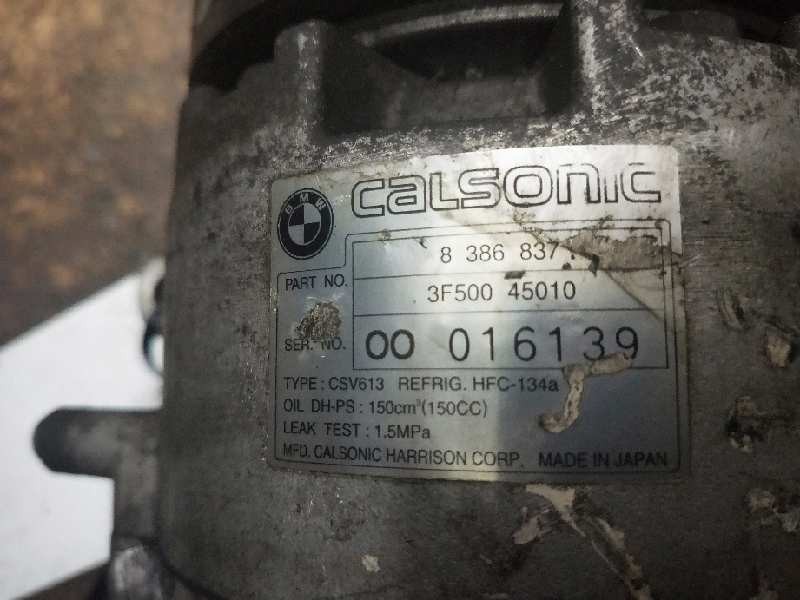 BMW
CALSONIC
8 386 837
PART NO.
3F500 45010
SER. NO. 00 016139
TYPE : CSV613 REFRIG. HFC-134a
OIL DH-PS : 150cm³(150CC)
LEAK TEST : 1.5MPa
MFD. CALSONIC HARRISON CORP. MADE IN JAPAN